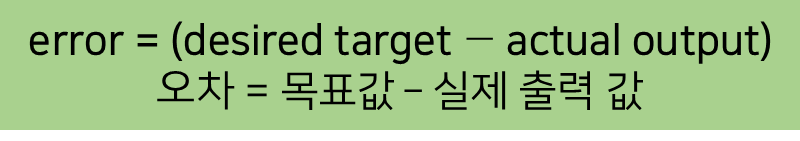 error = (desired target － actual output)
오차 = 목표값 – 실제 출력 값